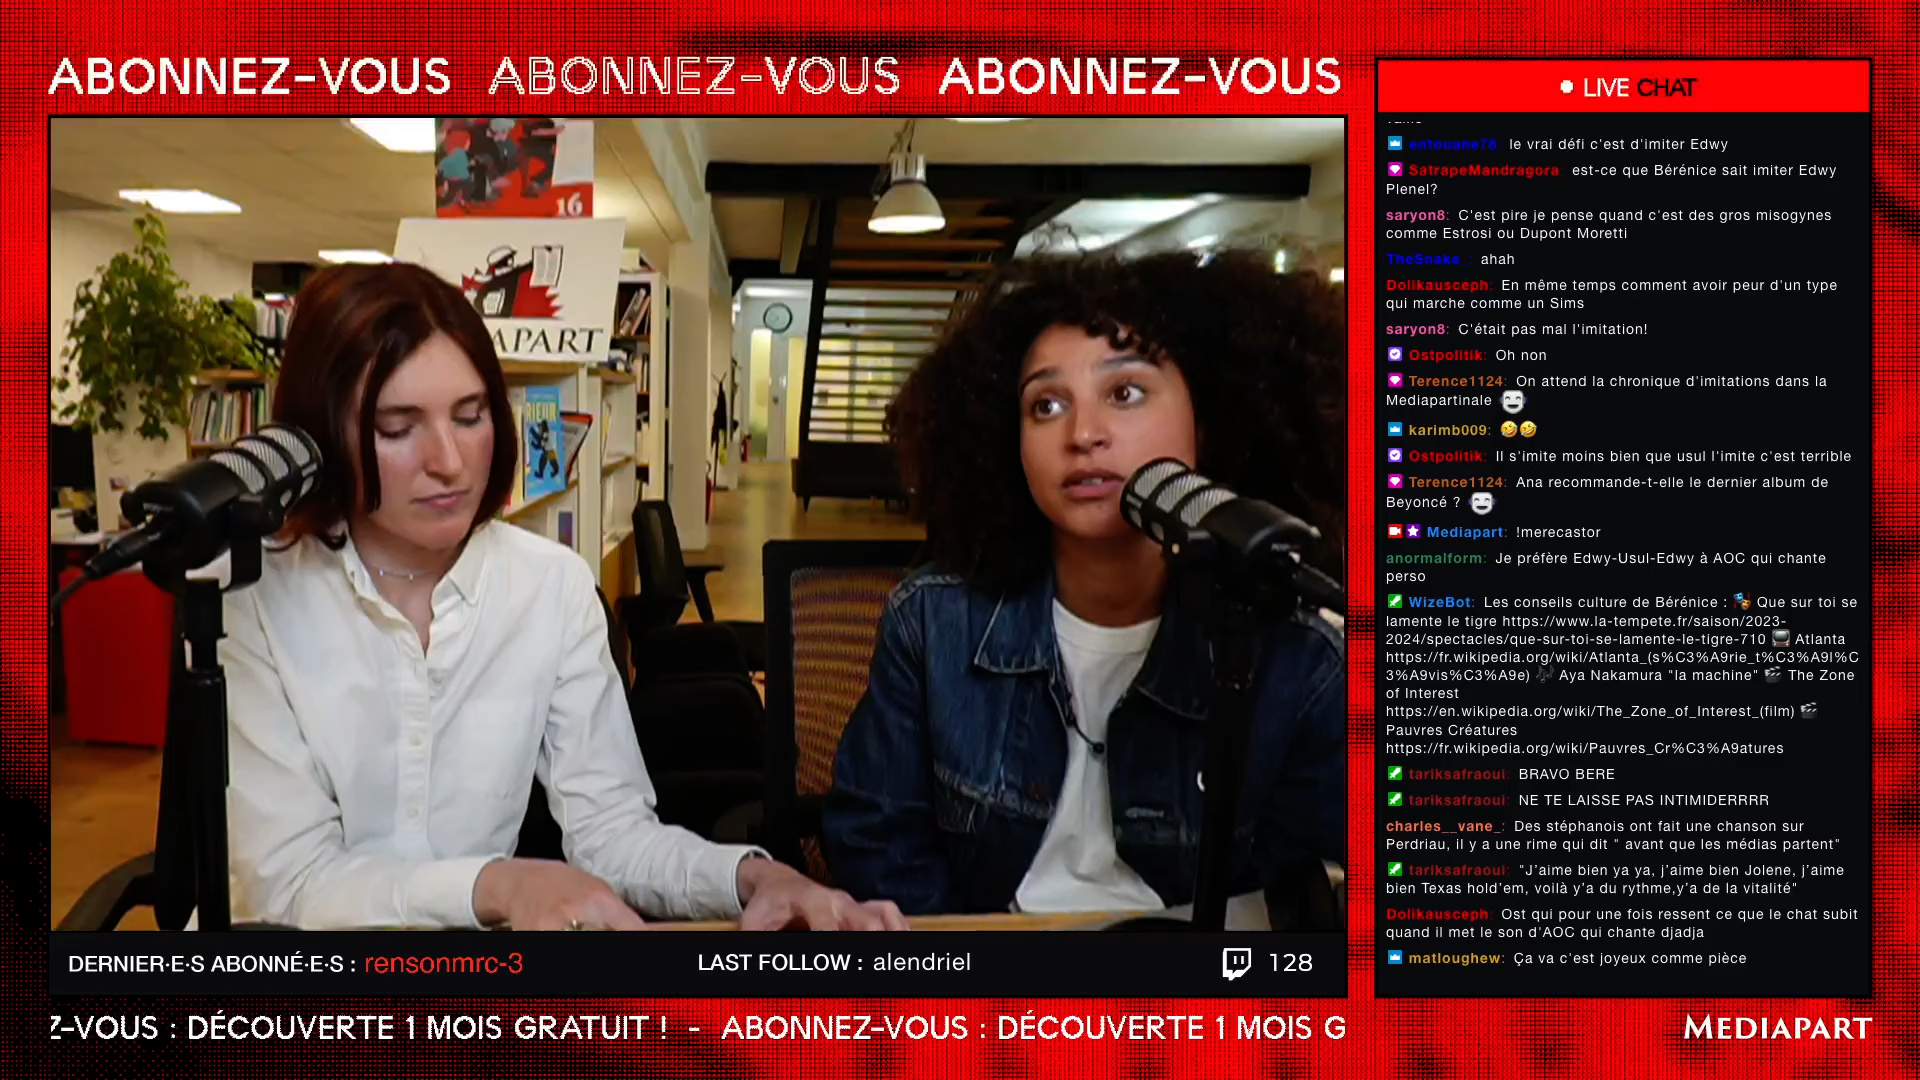 ABONNEZ-VOUS ABONNEZ-VOUS ABONNEZ-VOUS
16
APART
RIEUR
DERNIER·E·S ABONNÉ·E·S : rensonmrc-3
LAST FOLLOW : alendriel
128
Z-VOUS : DÉCOUVERTE 1 MOIS GRATUIT ! - ABONNEZ-VOUS : DÉCOUVERTE 1 MOIS G
LIVE CHAT
entouane78: le vrai défi c'est d'imiter Edwy
SatrapeMandragora: est-ce que Bérénice sait imiter Edwy
Plenel?
saryon8: C'est pire je pense quand c'est des gros misogynes
comme Estrosi ou Dupont Moretti
TheSnake_: ahah
Dolikausceph: En même temps comment avoir peur d'un type
qui marche comme un Sims
saryon8: C'était pas mal l'imitation!
Ostpolitik: Oh non
Terence1124: On attend la chronique d'imitations dans la
Mediapartinale
karimb009: 🤣🤣
Ostpolitik: Il s'imite moins bien que usul l'imite c'est terrible
Terence1124: Ana recommande-t-elle le dernier album de
Beyoncé ?
Mediapart: !merecastor
anormalform: Je préfère Edwy-Usul-Edwy à AOC qui chante
perso
WizeBot: Les conseils culture de Bérénice : 🎭 Que sur toi se
lamente le tigre https://www.la-tempete.fr/saison/2023-
2024/spectacles/que-sur-toi-se-lamente-le-tigre-710 📺 Atlanta
https://fr.wikipedia.org/wiki/Atlanta_(s%C3%A9rie_t%C3%A9l%C
3%A9vis%C3%A9e) 🎶 Aya Nakamura "la machine" 🎬 The Zone
of Interest
https://en.wikipedia.org/wiki/The_Zone_of_Interest_(film) 🎬
Pauvres Créatures
https://fr.wikipedia.org/wiki/Pauvres_Cr%C3%A9atures
tariksafraoui: BRAVO BERE
tariksafraoui: NE TE LAISSE PAS INTIMIDERRRR
charles__vane_: Des stéphanois ont fait une chanson sur
Perdriau, il y a une rime qui dit " avant que les médias partent"
tariksafraoui: "J’aime bien ya ya, j’aime bien Jolene, j’aime
bien Texas hold’em, voilà y’a du rythme,y’a de la vitalité"
Dolikausceph: Ost qui pour une fois ressent ce que le chat subit
quand il met le son d'AOC qui chante djadja
matloughew: Ça va c'est joyeux comme pièce
MEDIAPART